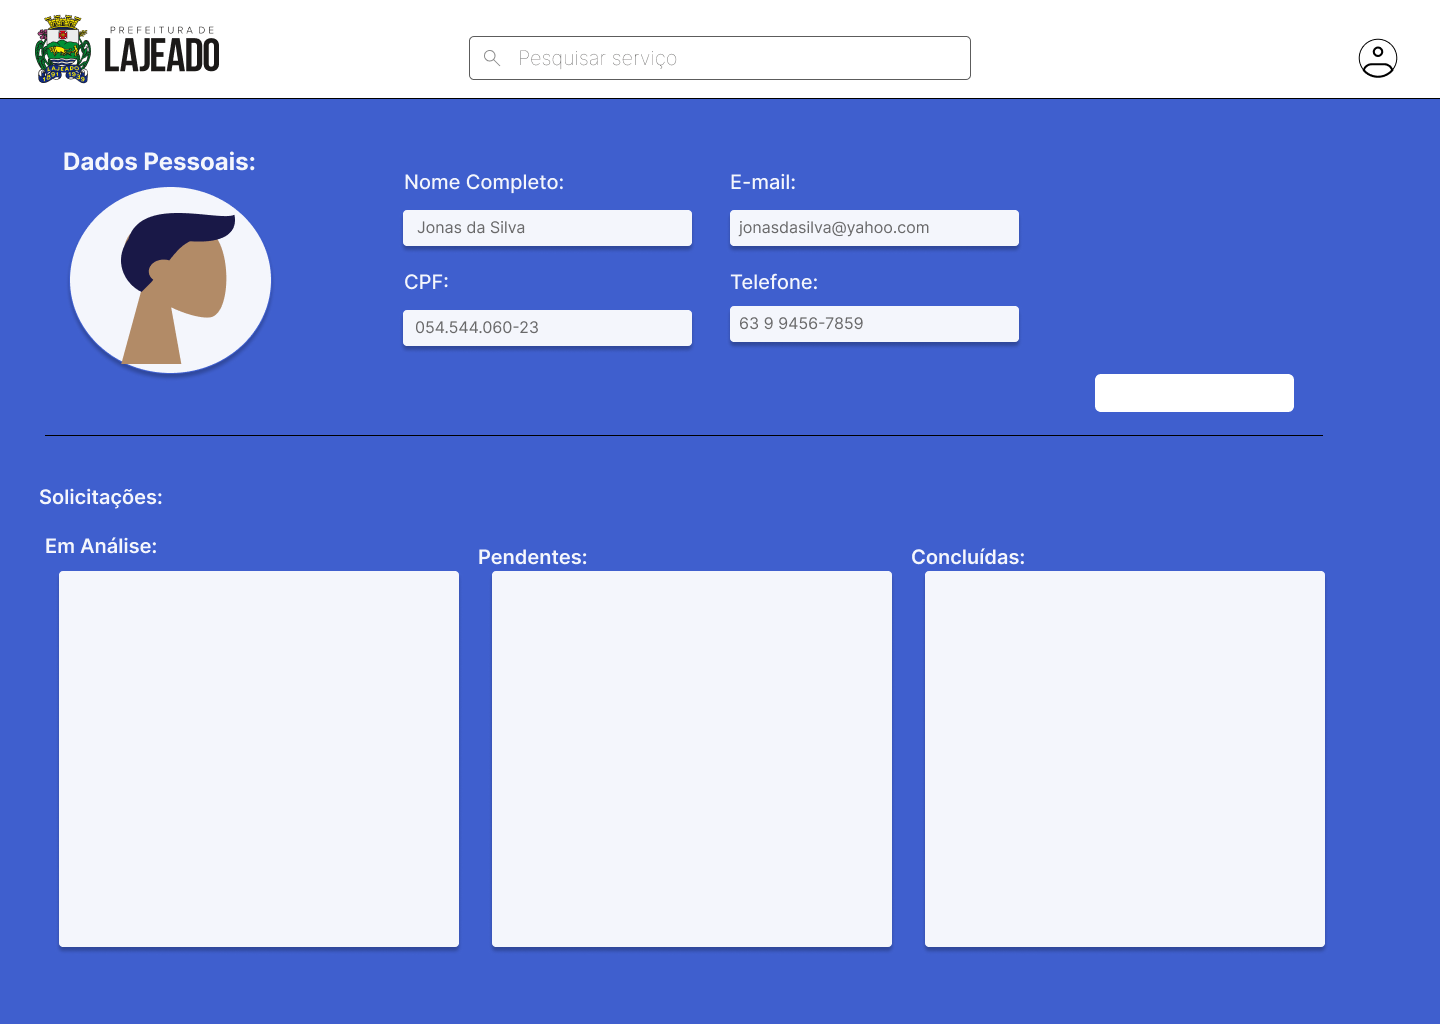 PREFEITURA DE
LAJEADO
Pesquisar serviço
LAJEADO
Dados Pessoais:
Nome Completo:
E-mail:
Jonas da Silva
jonasdasilva@yahoo.com
CPF:
Telefone:
054.544.060-23
63 9 9456-7859
Solicitações:
Em Análise:
Pendentes:
Concluídas: